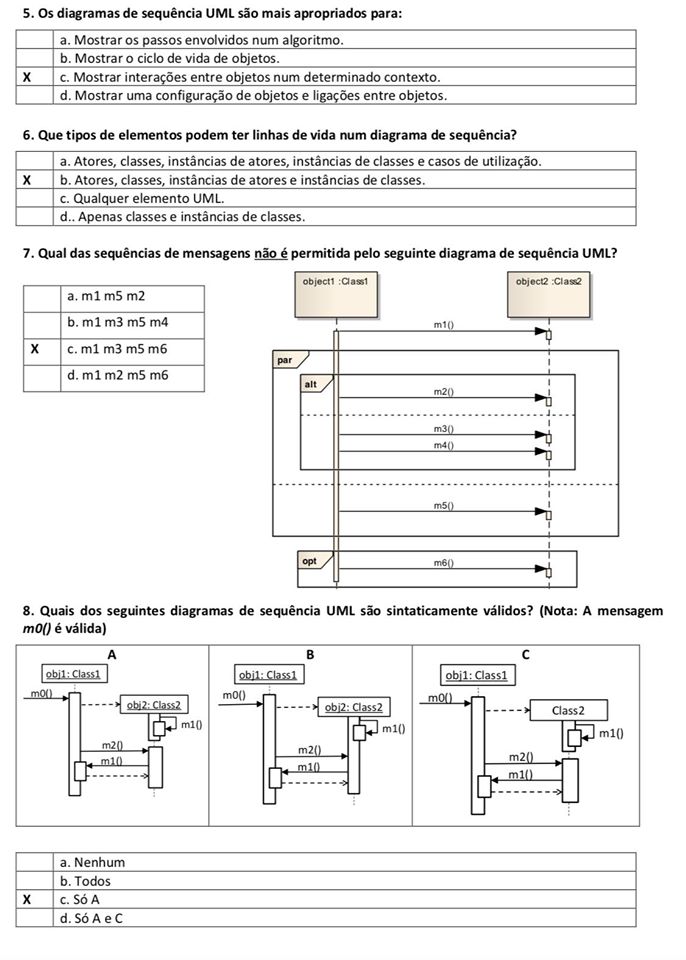 5. Os diagramas de sequência UML são mais apropriados para:
a. Mostrar os passos envolvidos num algoritmo.
b. Mostrar o ciclo de vida de objetos.
X c. Mostrar interações entre objetos num determinado contexto.
d. Mostrar uma configuração de objetos e ligações entre objetos.
6. Que tipos de elementos podem ter linhas de vida num diagrama de sequência?
a. Atores, classes, instâncias de atores, instâncias de classes e casos de utilização.
X b. Atores, classes, instâncias de atores e instâncias de classes.
c. Qualquer elemento UML.
d.. Apenas classes e instâncias de classes.
7. Qual das sequências de mensagens não é permitida pelo seguinte diagrama de sequência UML?
a. m1 m5 m2
b. m1 m3 m5 m4
X c. m1 m3 m5 m6
d. m1 m2 m5 m6
object1 :Class1 object2 :Class2
m1()
par
alt
m2()
m3()
m4()
m5()
opt
m6()
8. Quais dos seguintes diagramas de sequência UML são sintaticamente válidos? (Nota: A mensagem
m0() é válida)
A
obj1: Class1
m0()
obj2: Class2
m1()
m2()
m1()
B
obj1: Class1
m0()
obj2: Class2
m1()
m2()
m1()
C
obj1: Class1
m0()
Class2
m1()
m2()
m1()
a. Nenhum
b. Todos
X c. Só A
d. Só A e C